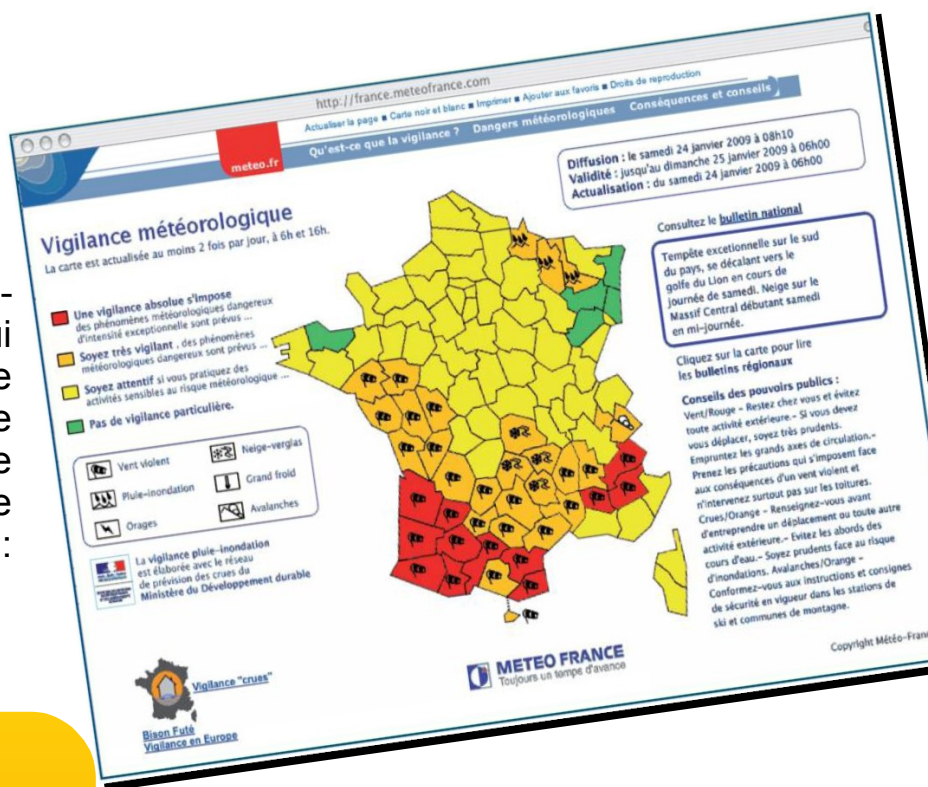 http://france.meteofrance.com
Actualiser la page ■ Carte noir et blanc ■ Imprimer ■ Ajouter aux favoris ■ Droits de reproduction
meteo.fr
Qu'est-ce que la vigilance ? Dangers météorologiques Conséquences et conseils
Vigilance météorologique
La carte est actualisée au moins 2 fois par jour, à 6h et 16h.
Diffusion : le samedi 24 janvier 2009 à 08h10
Validité : jusqu'au dimanche 25 janvier 2009 à 06h00
Actualisation : du samedi 24 janvier 2009 à 06h00
Une vigilance absolue s'impose
des phénomènes météorologiques dangereux
d'intensité exceptionnelle sont prévus ...
Soyez très vigilant , des phénomènes
météorologiques dangereux sont prévus ...
Soyez attentif si vous pratiquez des
activités sensibles au risque météorologique ...
Pas de vigilance particulière.
Vent violent
Neige-verglas
Pluie-inondation
Grand froid
Orages
Avalanches
La vigilance pluie-inondation
est élaborée avec le réseau
de prévision des crues du
Ministère du Développement durable
Vigilance "crues"
Bison Futé
Vigilance en Europe
METEO FRANCE
Toujours un temps d'avance
Consultez le bulletin national
Tempête excetionnelle sur le sud
du pays, se décalant vers le
golfe du Lion en cours de
journée de samedi. Neige sur le
Massif Central débutant samedi
en mi-journée.
Cliquez sur la carte pour lire
les bulletins régionaux
Conseils des pouvoirs publics :
Vent/Rouge - Restez chez vous et évitez
toute activité extérieure.- Si vous devez
vous déplacer, soyez très prudents.
Empruntez les grands axes de circulation.-
Prenez les précautions qui s'imposent face
aux conséquences d'un vent violent et
n'intervenez surtout pas sur les toitures.
Crues/Orange - Renseignez-vous avant
d'entreprendre un déplacement ou toute autre
activité extérieure.- Evitez les abords des
cours d'eau.- Soyez prudents face au risque
d'inondations. Avalanches/Orange -
Conformez-vous aux instructions et consignes
de sécurité en vigueur dans les stations de
ski et communes de montagne.
Copyright Météo-Franc
-
ui
e
e
e
e
: